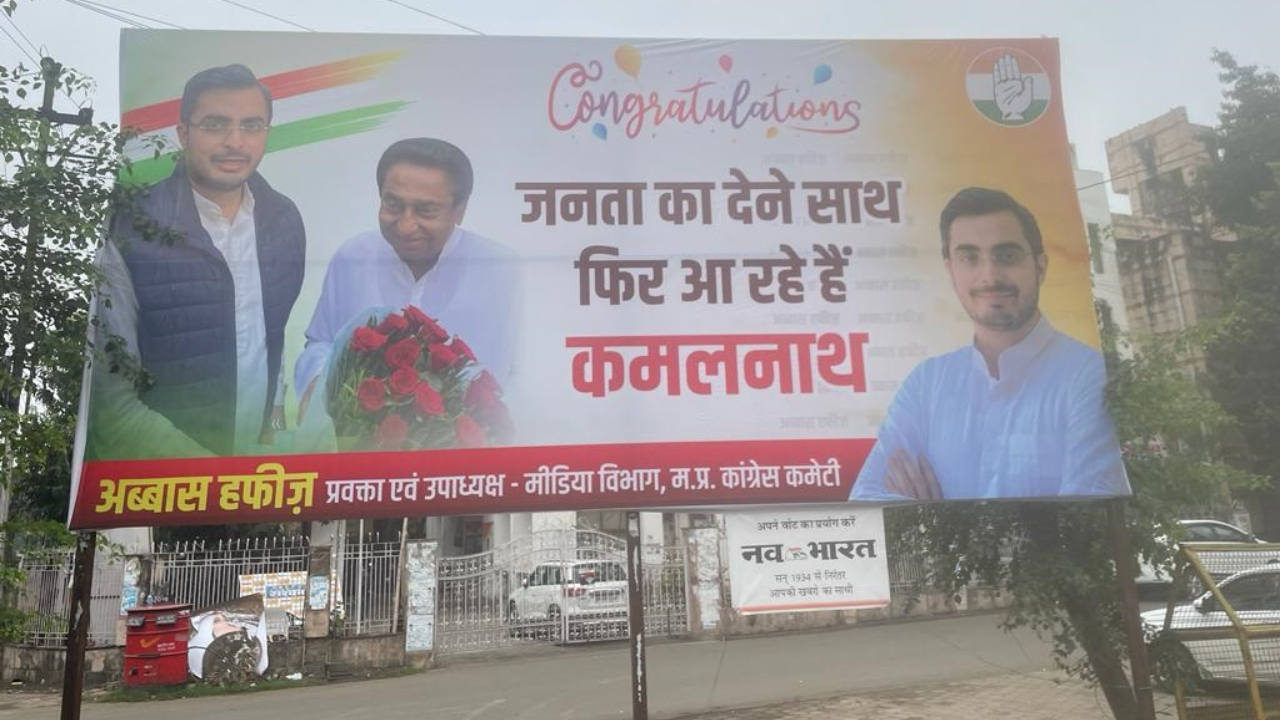 Congratulations
जनता का देने साथ
फिर आ रहे हैं
कमलनाथ
अब्बास हफीज़ प्रवक्ता एवं उपाध्यक्ष - मीडिया विभाग, म.प्र. कांग्रेस कमेटी
अपने वोट का प्रयोग करें
नव भारत
सन् 1934 से निरंतर
आपकी खबरों का साथी